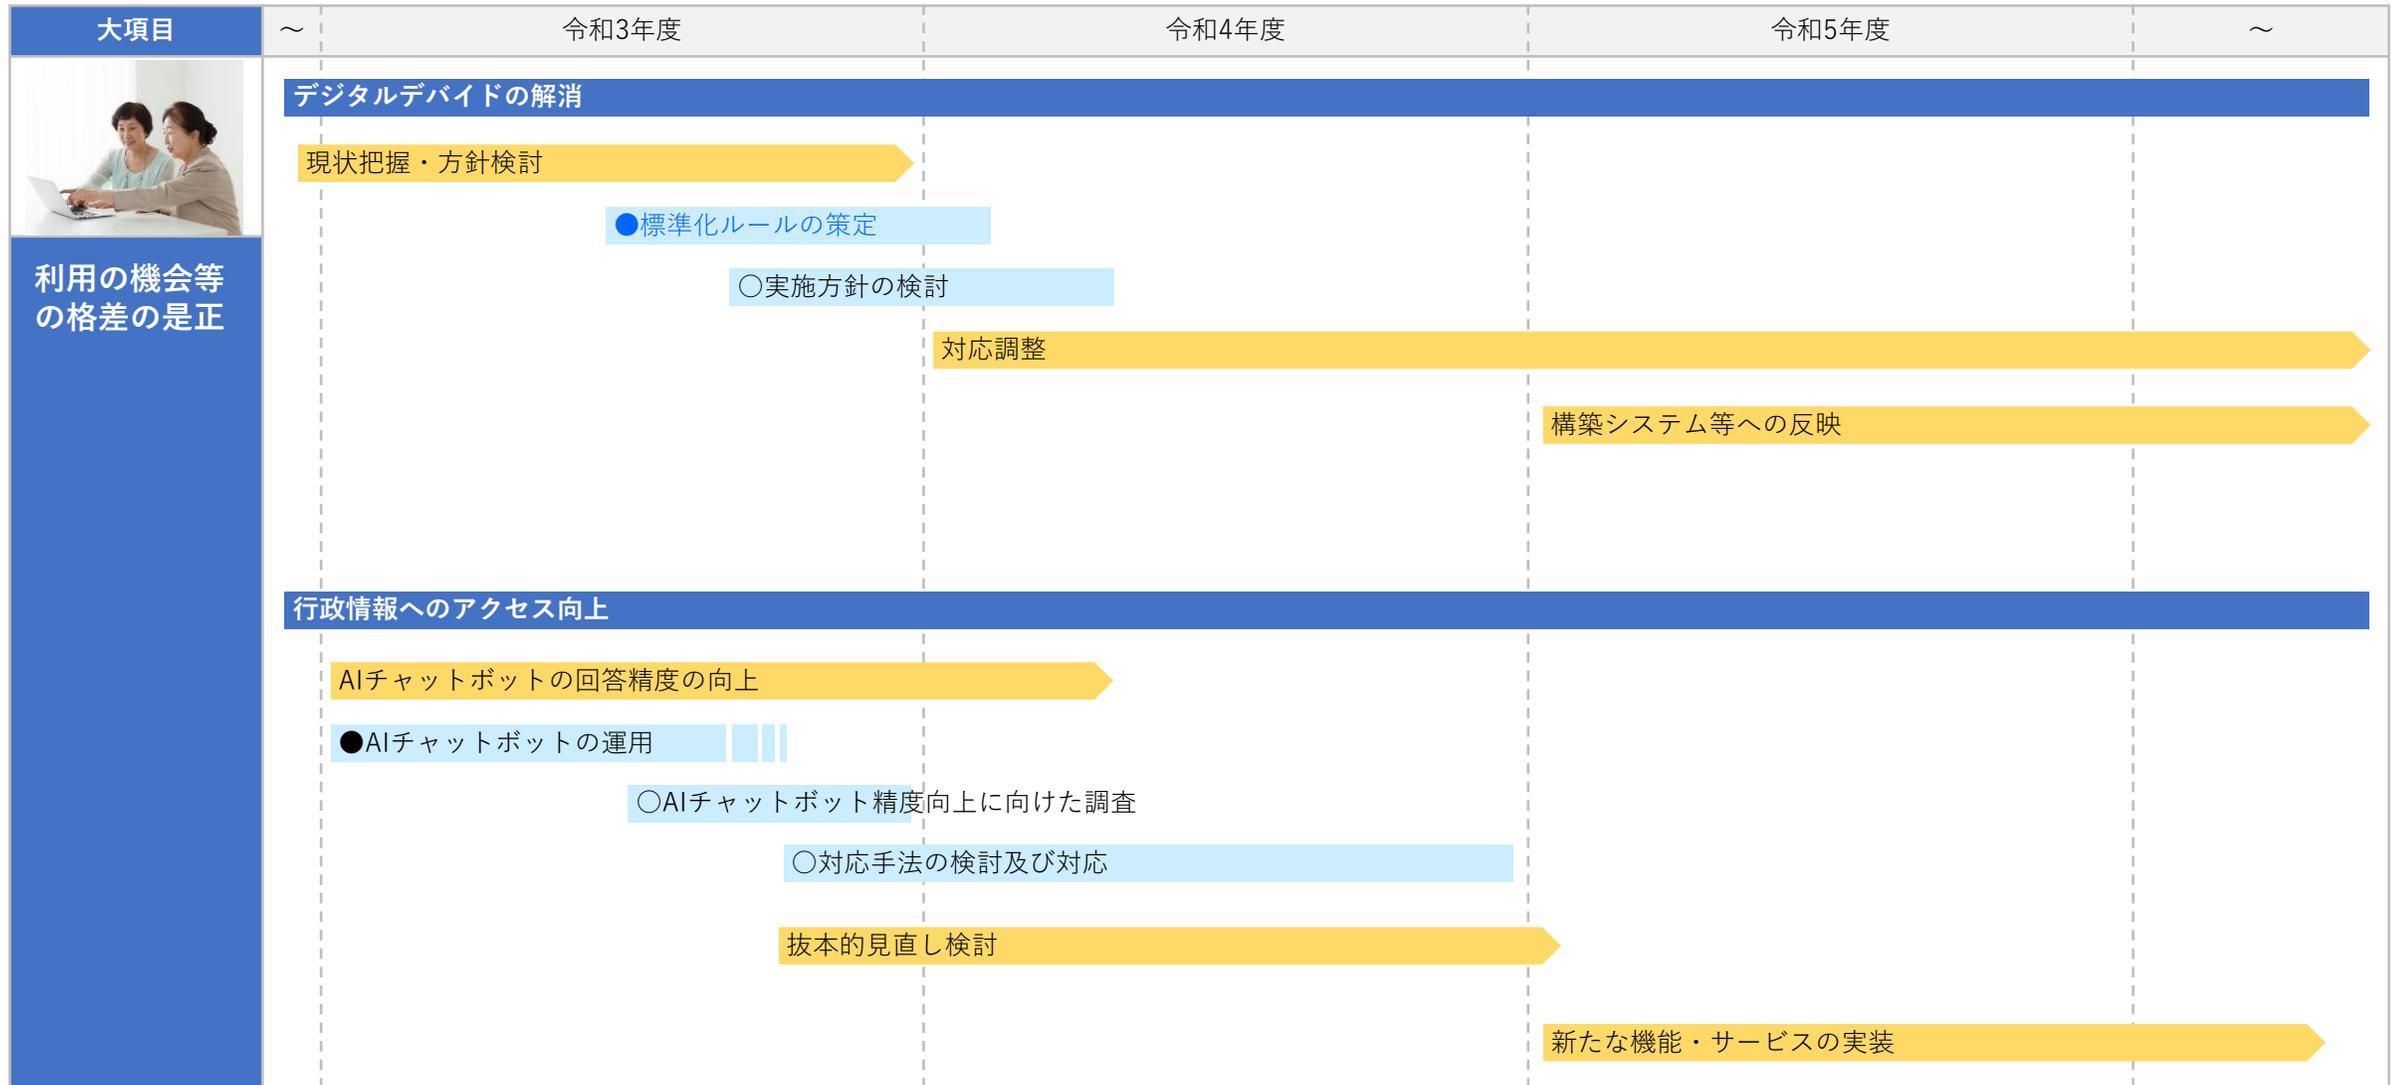 大項目
～
令和3年度
令和4年度
令和5年度
～
利用の機会等
の格差の是正
デジタルデバイドの解消
現状把握・方針検討
●標準化ルールの策定
○実施方針の検討
対応調整
構築システム等への反映
行政情報へのアクセス向上
AIチャットボットの回答精度の向上
●AIチャットボットの運用
○AIチャットボット精度向上に向けた調査
○対応手法の検討及び対応
抜本的見直し検討
新たな機能・サービスの実装